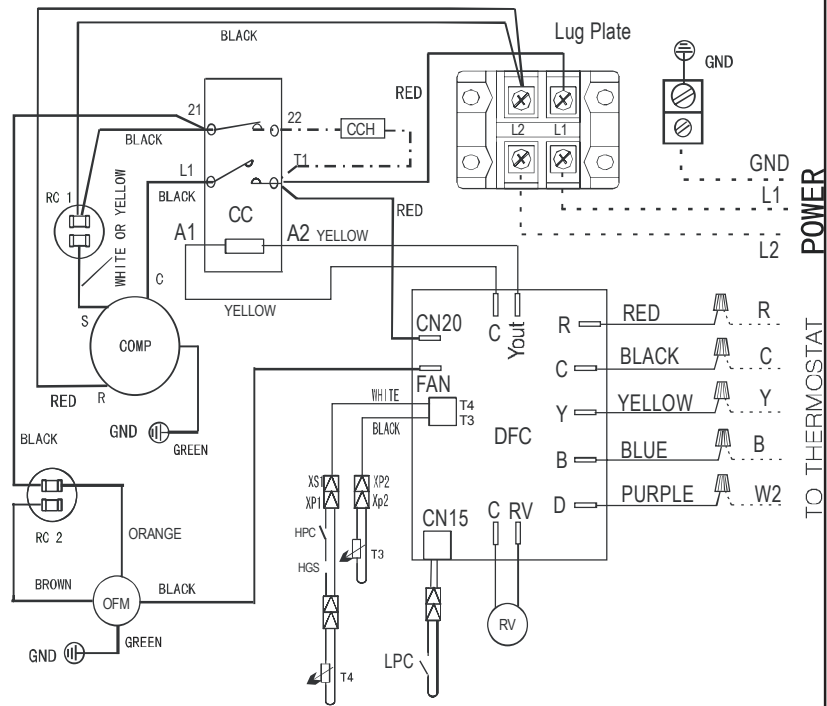 BLACK
Lug Plate
GND
RED
21
22
CCH
BLACK
L2
L1
T1
L1
BLACK
RC 1
CC
RED
GND
L1
L2
POWER
WHITE OR YELLOW
A1
A2
YELLOW
C
YELLOW
S
COMP
R
RED
GND
GREEN
CN20
C
Yout
FAN
WHITE
T4
BLACK
T3
DFC
R
RED
R
C
BLACK
C
Y
YELLOW
Y
B
BLUE
B
D
PURPLE
W2
TO THERMOSTAT
BLACK
XS1
XP2
XP1
Xp2
CN15
C
RV
RC 2
ORANGE
HPC
T3
HGS
BROWN
OFM
BLACK
RV
GREEN
GND
T4
LPC